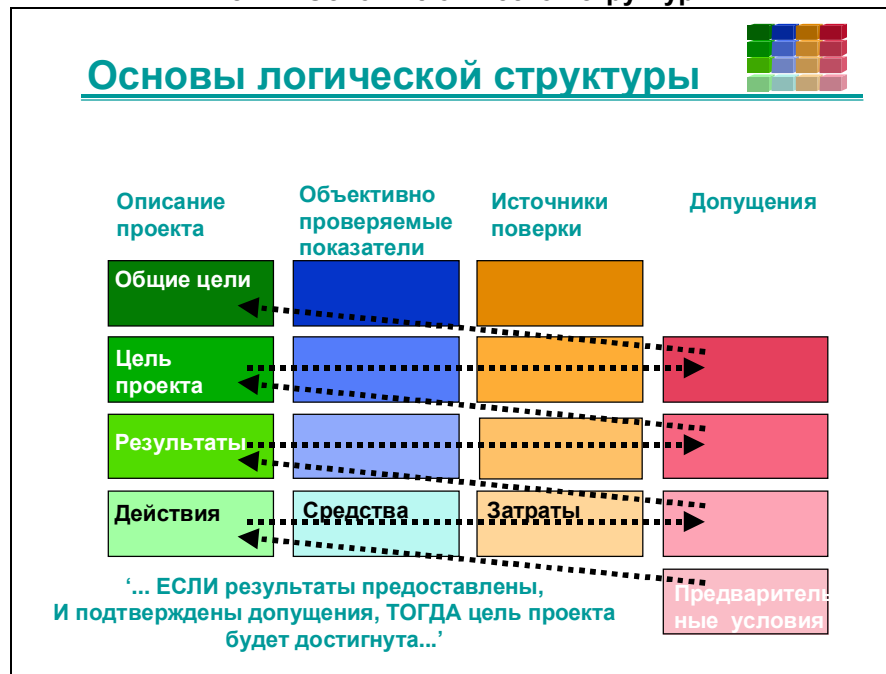 Основы логической структуры
Описание
проекта
Объективно
проверяемые
показатели
Источники
поверки
Допущения
Общие цели
Цель
проекта
Результаты
Действия
Средства
Затраты
Предваритель
ные условия
‘... ЕСЛИ результаты предоставлены,
И подтверждены допущения, ТОГДА цель проекта
будет достигнута...’